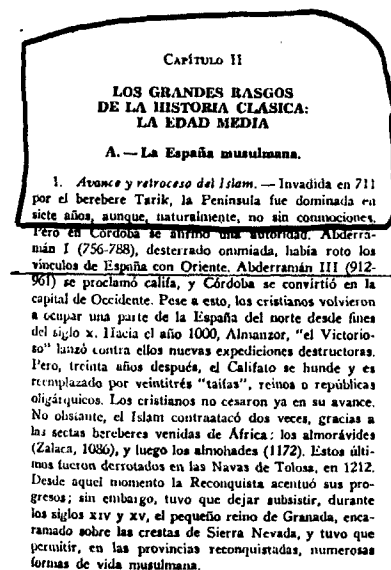 CAPÍTULO II
LOS GRANDES RASGOS
DE LA HISTORIA CLÁSICA:
LA EDAD MEDIA
A. — La España musulmana.
1. Avance y retroceso del Islam. — Invadida en 711
por el berebere Tarik, la Península fue dominada en
siete años, aunque, naturalmente, no sin conmociones.
Pero en Córdoba se afirmó una autoridad. Abderra-
mán I (756-788), desterrado ommiada, había roto los
vínculos de España con Oriente. Abderramán III (912-
961) se proclamó califa, y Córdoba se convirtió en la
capital de Occidente. Pese a esto, los cristianos volvieron
a ocupar una parte de la España del norte desde fines
del siglo x. Hacia el año 1000, Almanzor, "el Victorio-
so" lanzó contra ellos nuevas expediciones destructoras.
Pero, treinta años después, el Califato se hunde y es
reemplazado por veintitrés "taifas", reinos o repúblicas
oligárquicos. Los cristianos no cesaron ya en su avance.
No obstante, el Islam contraatacó dos veces, gracias a
las sectas bereberes venidas de África: los almorávides
(Zalaca, 1086), y luego los almohades (1172). Estos últi-
mos fueron derrotados en las Navas de Tolosa, en 1212.
Desde aquel momento la Reconquista acentuó sus pro-
gresos; sin embargo, tuvo que dejar subsistir, durante
los siglos XIV y XV, el pequeño reino de Granada, enca-
ramado sobre las crestas de Sierra Nevada, y tuvo que
permitir, en las provincias reconquistadas, numerosas
formas de vida musulmana.